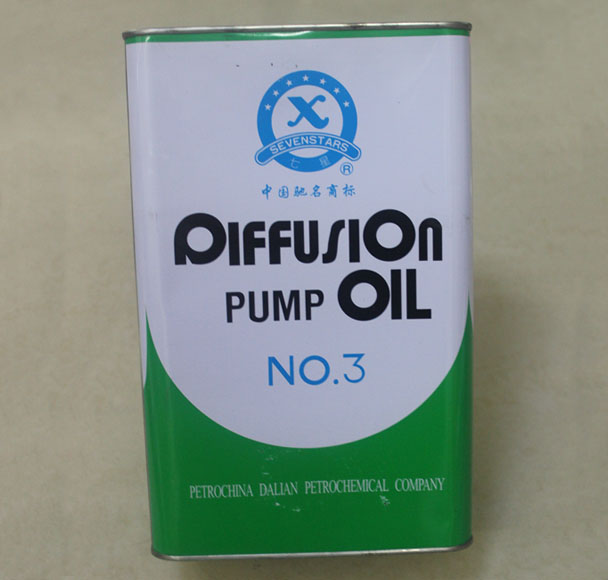 X
SEVENSTARS
七星
®
中国驰名商标
DIFFUSION
PUMP OIL
NO.3
PETROCHINA DALIAN PETROCHEMICAL COMPANY